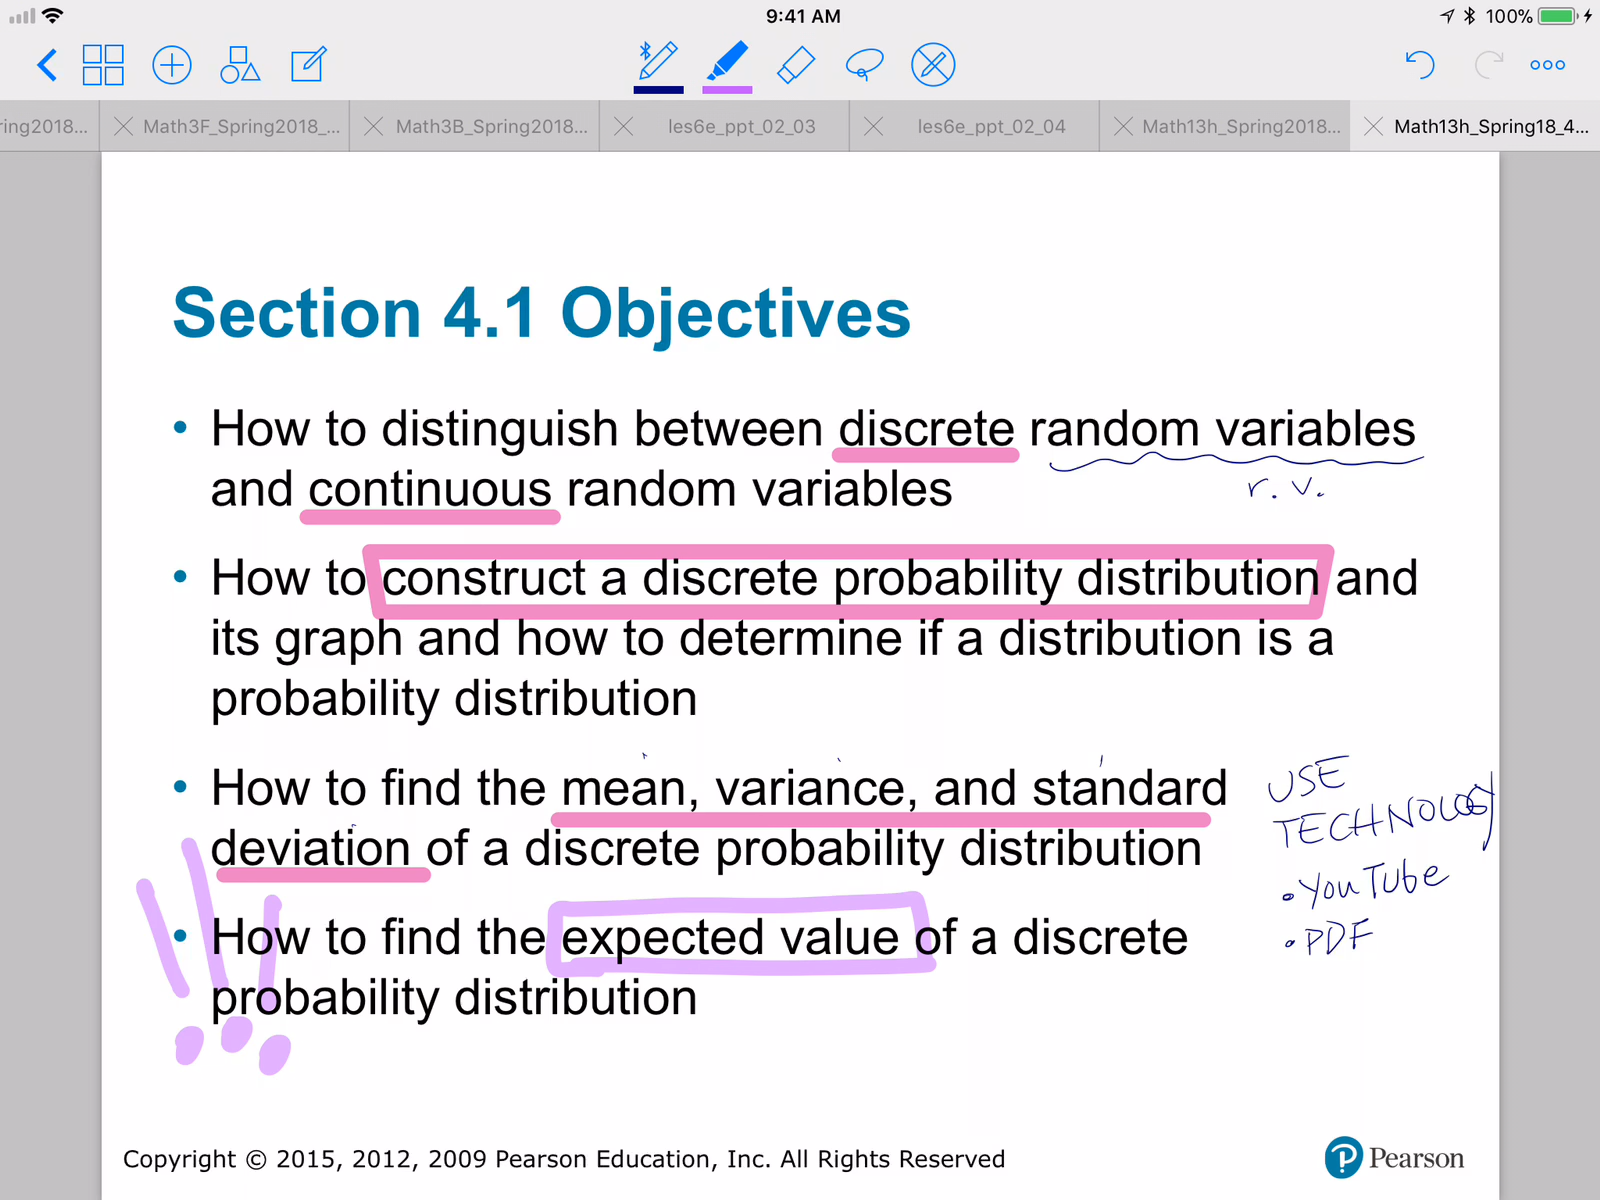 9:41 AM
100%
ring2018...
Math3F_Spring2018_...
Math3B_Spring2018...
les6e_ppt_02_03
les6e_ppt_02_04
Math13h_Spring2018...
Math13h_Spring18_4...
Section 4.1 Objectives
• How to distinguish between discrete random variables
and continuous random variables
r. v.
• How to construct a discrete probability distribution and
its graph and how to determine if a distribution is a
probability distribution
• How to find the mean, variance, and standard
deviation of a discrete probability distribution
USE
TECHNOLOGY
• YouTube
• PDF
• How to find the expected value of a discrete
probability distribution
!!!
Copyright © 2015, 2012, 2009 Pearson Education, Inc. All Rights Reserved
Pearson